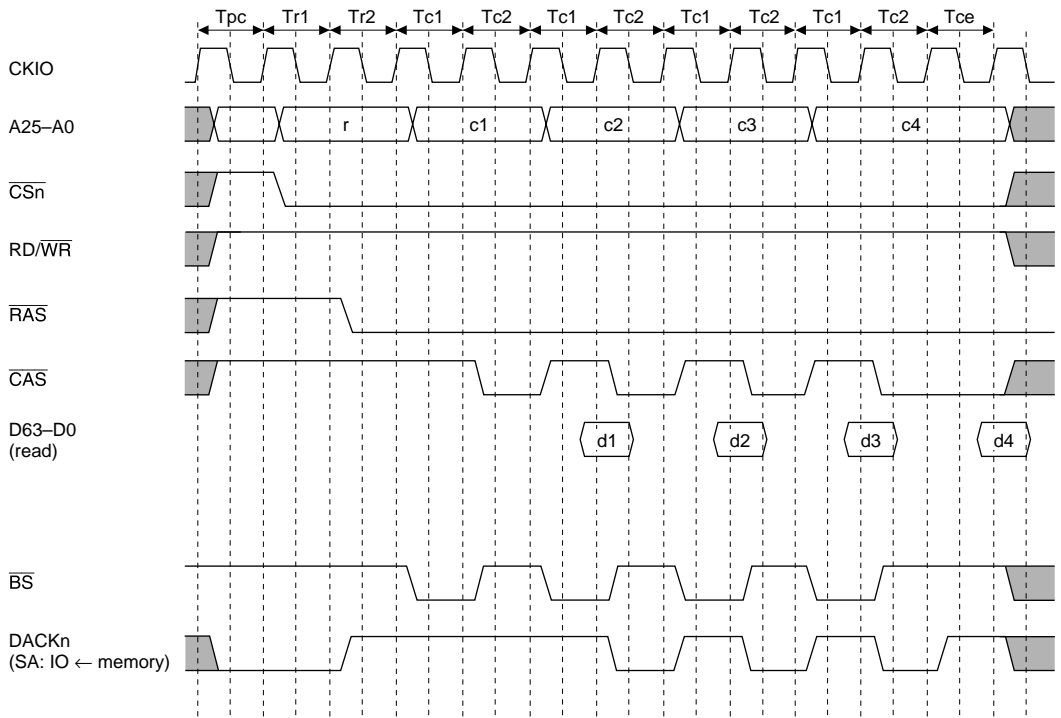 Tpc Tr1 Tr2 Tc1 Tc2 Tc1 Tc2 Tc1 Tc2 Tc1 Tc2 Tce
CKIO
A25–A0 r c1 c2 c3 c4
CSn
RD/WR
RAS
CAS
D63–D0
(read) d1 d2 d3 d4
BS
DACKn
(SA: IO ← memory)